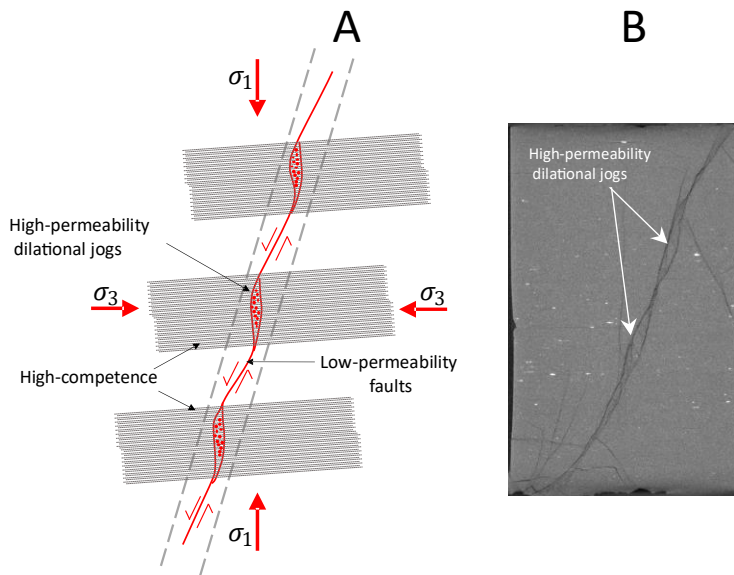 A
B
σ1
High-permeability
dilational jogs
High-permeability
dilational jogs
σ3
σ3
High-competence
Low-permeability
faults
σ1